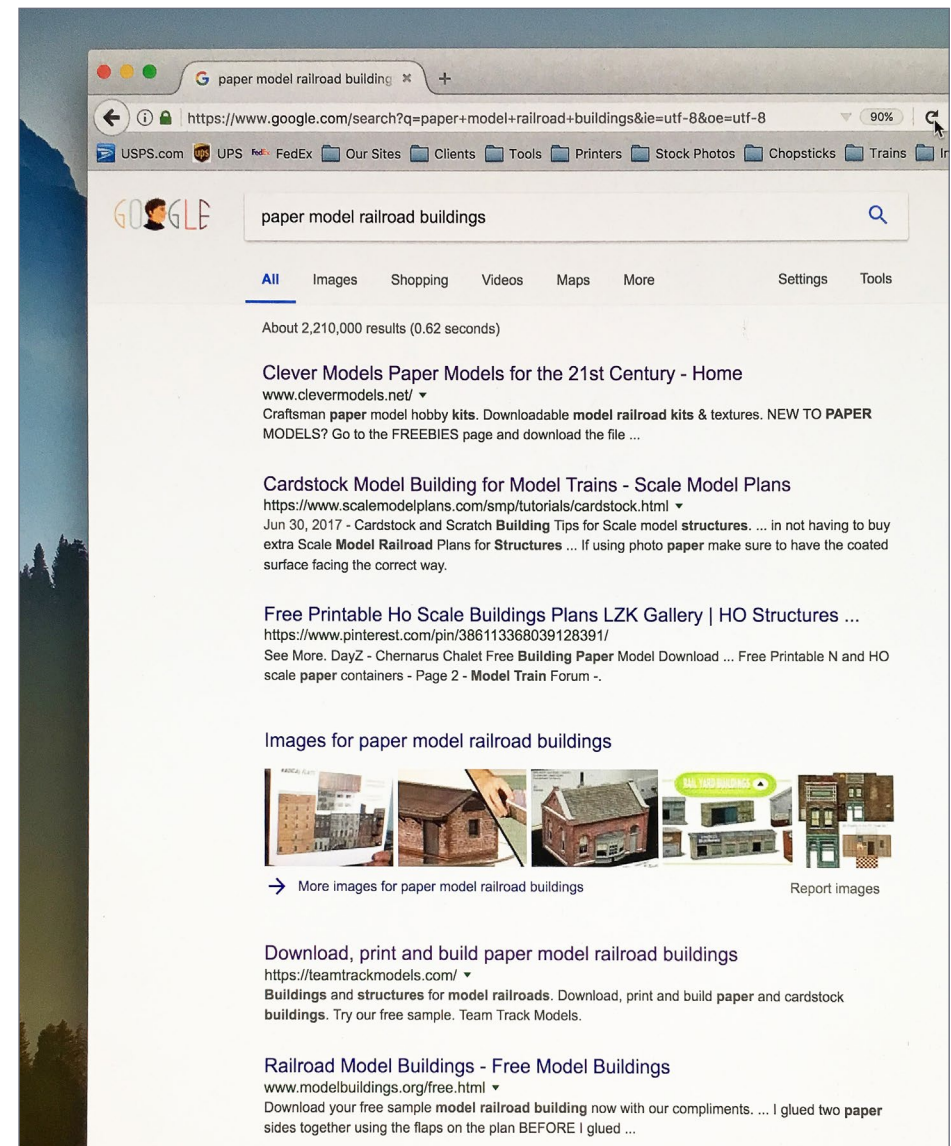 paper model railroad building
https://www.google.com/search?q=paper+model+railroad+buildings&ie=utf-8&oe=utf-8
90%
USPS.com UPS FedEx Our Sites Clients Tools Printers Stock Photos Chopsticks Trains
GOOGLE
paper model railroad buildings
All Images Shopping Videos Maps More Settings Tools
About 2,210,000 results (0.62 seconds)
Clever Models Paper Models for the 21st Century - Home
www.clevermodels.net/
Craftsman paper model hobby kits. Downloadable model railroad kits & textures. NEW TO PAPER
MODELS? Go to the FREEBIES page and download the file ...
Cardstock Model Building for Model Trains - Scale Model Plans
https://www.scalemodelplans.com/smp/tutorials/cardstock.html
Jun 30, 2017 - Cardstock and Scratch Building Tips for Scale model structures. ... in not having to buy
extra Scale Model Railroad Plans for Structures ... If using photo paper make sure to have the coated
surface facing the correct way.
Free Printable Ho Scale Buildings Plans LZK Gallery | HO Structures ...
https://www.pinterest.com/pin/386113368039128391/
See More. DayZ - Chernarus Chalet Free Building Paper Model Download ... Free Printable N and HO
scale paper containers - Page 2 - Model Train Forum -.
Images for paper model railroad buildings
RAIL YARD BUILDINGS
More images for paper model railroad buildings Report images
Download, print and build paper model railroad buildings
https://teamtrackmodels.com/
Buildings and structures for model railroads. Download, print and build paper and cardstock
buildings. Try our free sample. Team Track Models.
Railroad Model Buildings - Free Model Buildings
www.modelbuildings.org/free.html
Download your free sample model railroad building now with our compliments. ... I glued two paper
sides together using the flaps on the plan BEFORE I glued ...